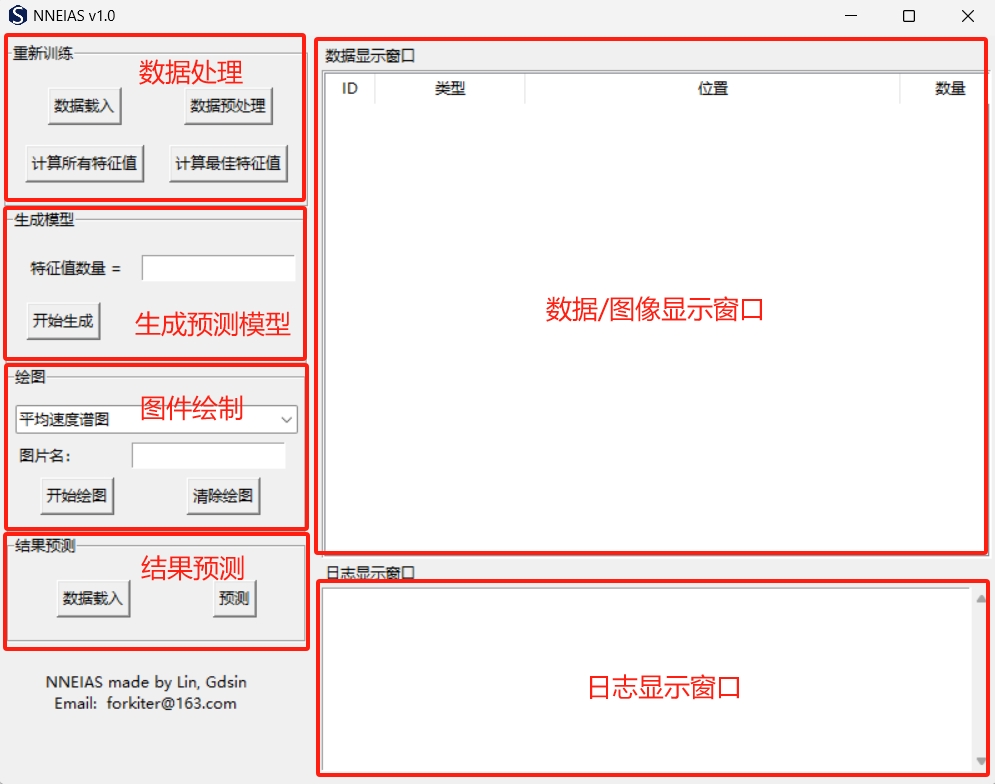 NNEIAS v1.0
重新训练
数据处理
数据载入
数据预处理
计算所有特征值
计算最佳特征值
生成模型
特征值数量 =
开始生成
生成预测模型
绘图
图件绘制
平均速度谱图
图片名：
开始绘图
清除绘图
结果预测
结果预测
数据载入
预测
NNEIAS made by Lin, Gdsin
Email: forkiter@163.com
数据显示窗口
ID 类型 位置 数量
数据/图像显示窗口
日志显示窗口
日志显示窗口